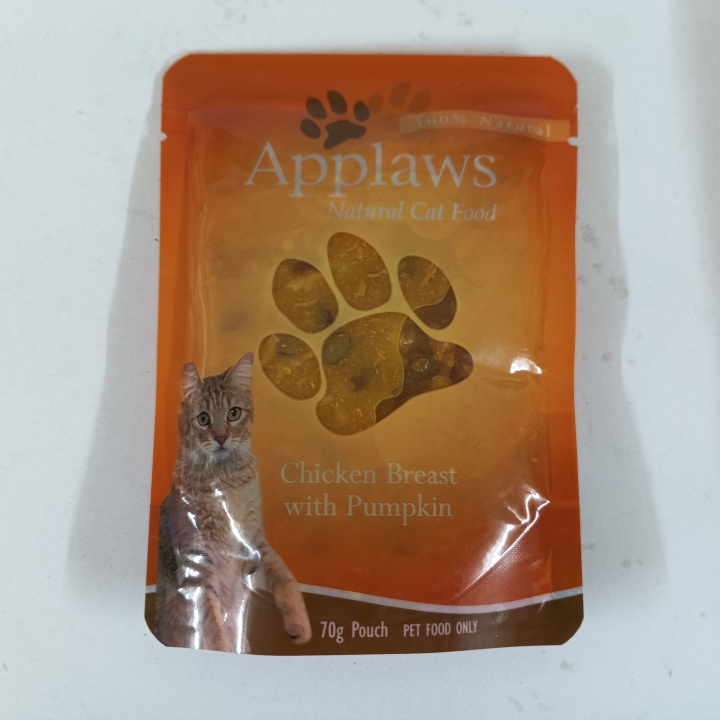 100% Natural
Applaws
Natural Cat Food
Chicken Breast
with Pumpkin
70g Pouch PET FOOD ONLY